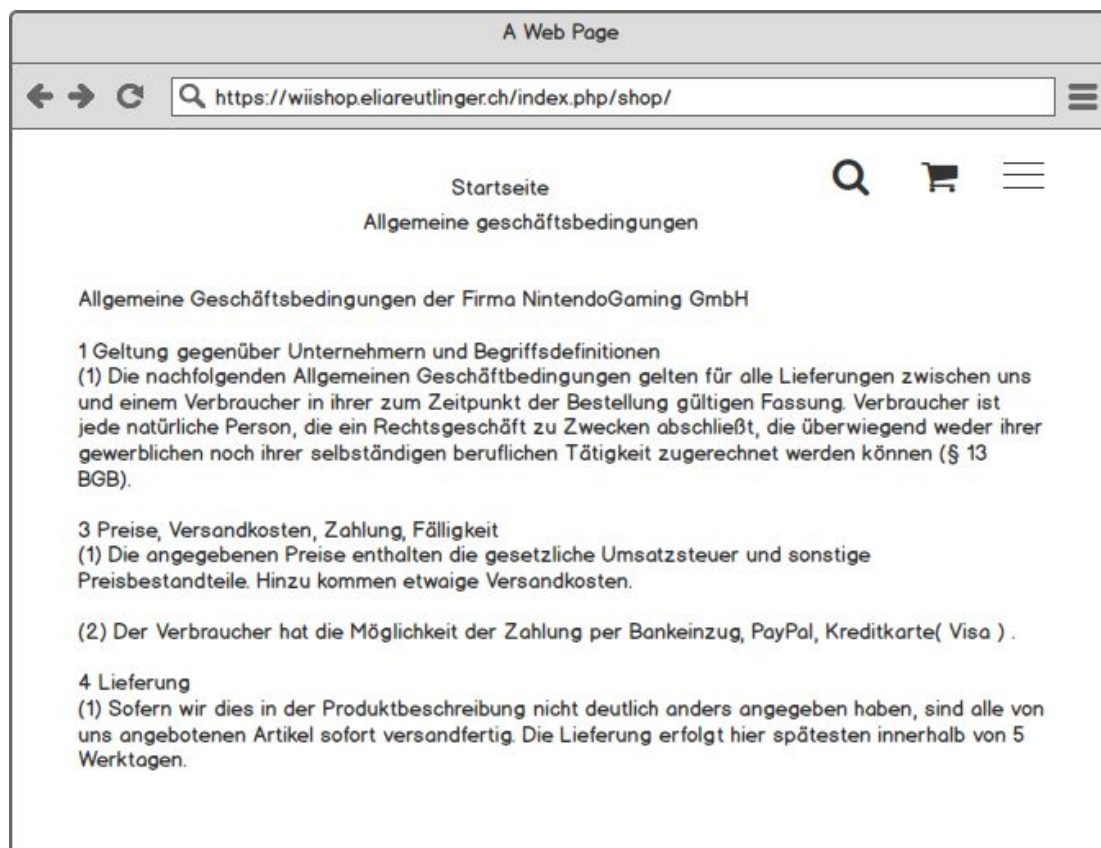 A Web Page
https://wiishop.eliareutlinger.ch/index.php/shop/
Startseite
Allgemeine geschäftsbedingungen
Allgemeine Geschäftsbedingungen der Firma NintendoGaming GmbH
1 Geltung gegenüber Unternehmern und Begriffsdefinitionen
(1) Die nachfolgenden Allgemeinen Geschäftbedingungen gelten für alle Lieferungen zwischen uns
und einem Verbraucher in ihrer zum Zeitpunkt der Bestellung gültigen Fassung. Verbraucher ist
jede natürliche Person, die ein Rechtsgeschäft zu Zwecken abschließt, die überwiegend weder ihrer
gewerblichen noch ihrer selbständigen beruflichen Tätigkeit zugerechnet werden können (§ 13
BGB).
3 Preise, Versandkosten, Zahlung, Fälligkeit
(1) Die angegebenen Preise enthalten die gesetzliche Umsatzsteuer und sonstige
Preisbestandteile. Hinzu kommen etwaige Versandkosten.
(2) Der Verbraucher hat die Möglichkeit der Zahlung per Bankeinzug, PayPal, Kreditkarte( Visa ) .
4 Lieferung
(1) Sofern wir dies in der Produktbeschreibung nicht deutlich anders angegeben haben, sind alle von
uns angebotenen Artikel sofort versandfertig. Die Lieferung erfolgt hier spätesten innerhalb von 5
Werktagen.